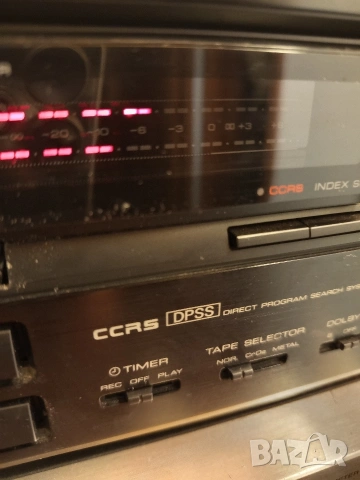 -∞ -20 -10 -6 -3 0 +3
CCRS INDEX S
CCRS DPSS DIRECT PROGRAM SEARCH SYS
TIMER
REC OFF PLAY
TAPE SELECTOR
NOR. CrO₂ METAL
DOLBY
BAZAR